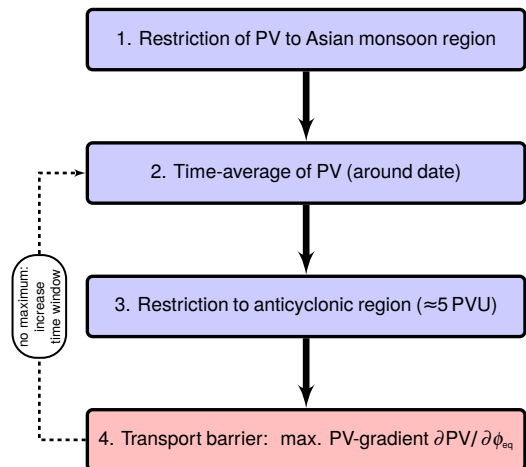 1. Restriction of PV to Asian monsoon region
2. Time-average of PV (around date)
no maximum:
increase
time window
3. Restriction to anticyclonic region (≈5 PVU)
4. Transport barrier: max. PV-gradient ∂PV/ ∂ϕeq